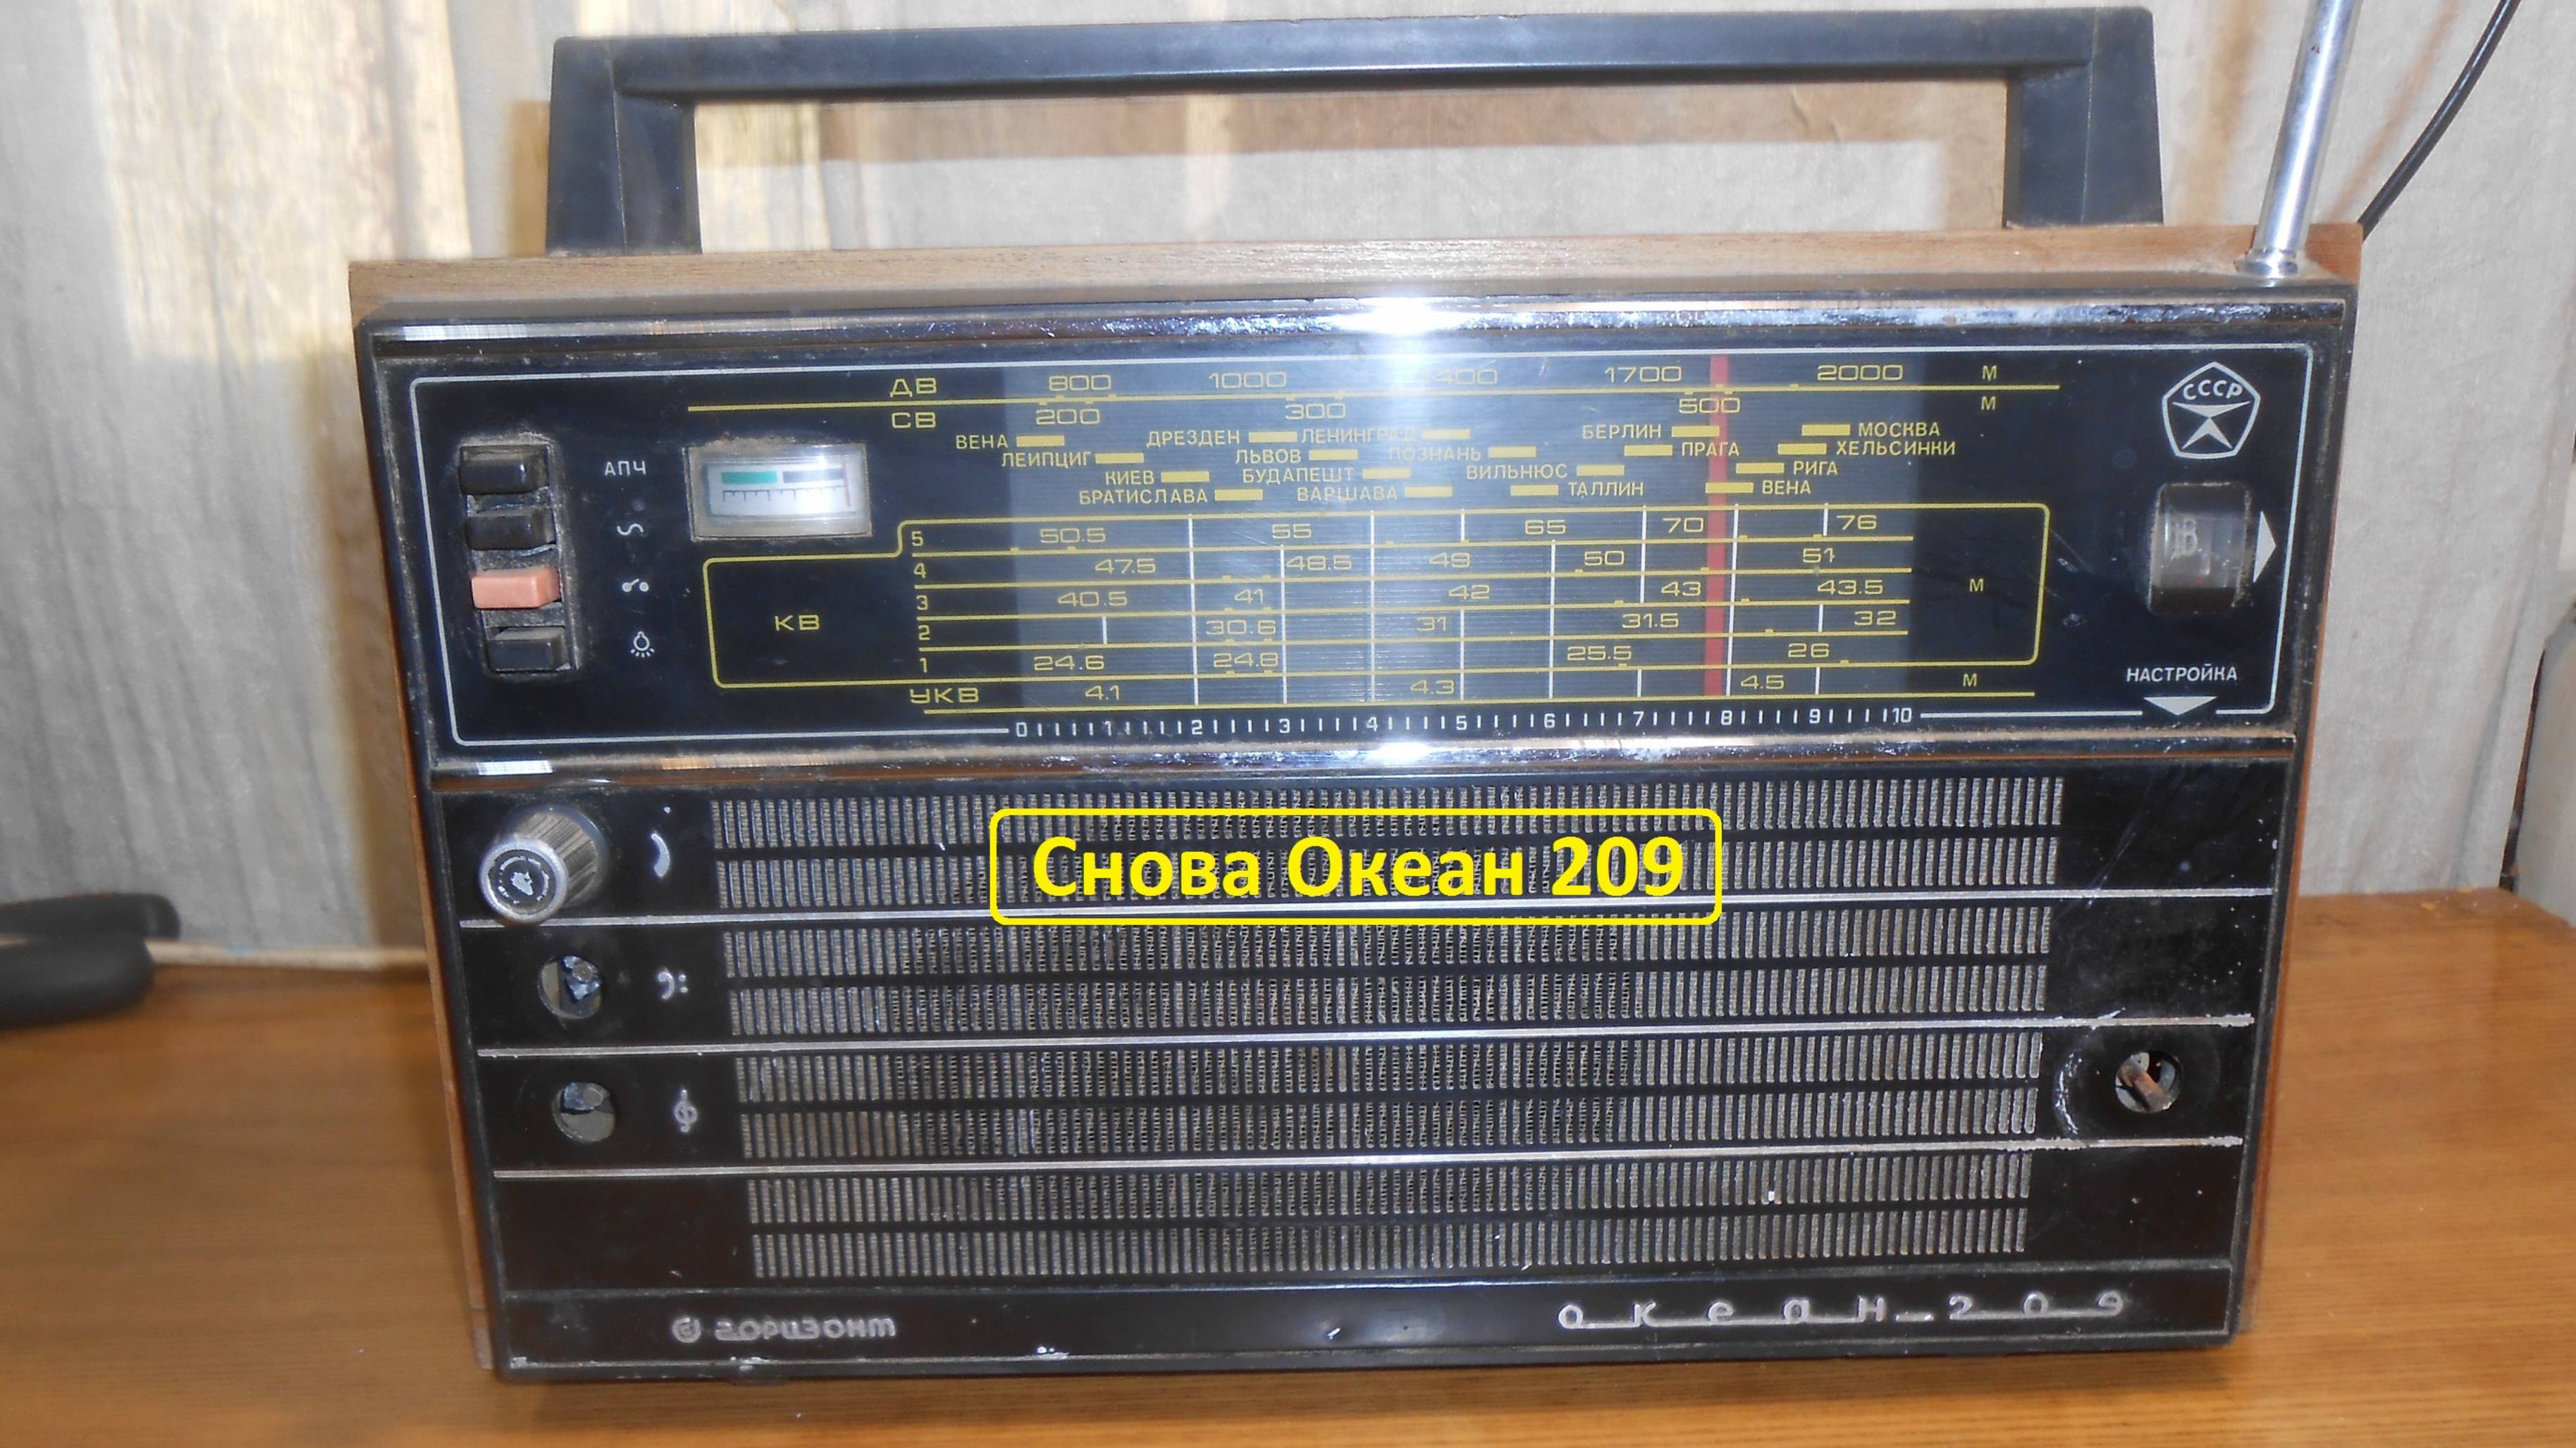 ДВ 800 1000 1400 1700 2000 М
СВ 200 300 500 М
ВЕНА ДРЕЗДЕН ЛЕНИНГРАД БЕРЛИН МОСКВА
ЛЕЙПЦИГ ЛЬВОВ ПОЗНАНЬ ПРАГА ХЕЛЬСИНКИ
КИЕВ БУДАПЕШТ ВИЛЬНЮС РИГА
БРАТИСЛАВА ВАРШАВА ТАЛЛИН ВЕНА
АПЧ
СССР
5 50.5 55 65 70 76
4 47.5 48.5 49 50 51
КВ 3 40.5 41 42 43 43.5 М
2 30.6 31 31.5 32
1 24.6 24.8 25.5 26
УКВ 4.1 4.3 4.5 М
0 1 2 3 4 5 6 7 8 9 10
НАСТРОЙКА
Снова Океан 209
горизонт
океан-209